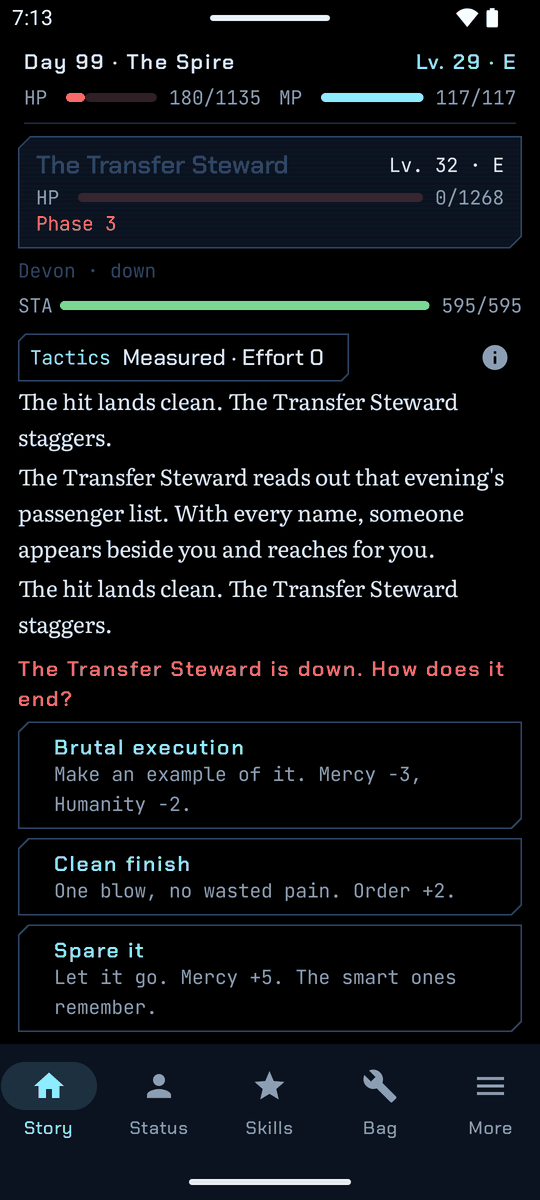 7:13
Day 99 · The Spire
Lv. 29 · E
HP 180/1135 MP 117/117
The Transfer Steward
Lv. 32 · E
HP 0/1268
Phase 3
Devon · down
STA 595/595
Tactics Measured · Effort 0
The hit lands clean. The Transfer Steward
staggers.
The Transfer Steward reads out that evening's
passenger list. With every name, someone
appears beside you and reaches for you.
The hit lands clean. The Transfer Steward
staggers.
The Transfer Steward is down. How does it
end?
Brutal execution
Make an example of it. Mercy -3,
Humanity -2.
Clean finish
One blow, no wasted pain. Order +2.
Spare it
Let it go. Mercy +5. The smart ones
remember.
Story Status Skills Bag More